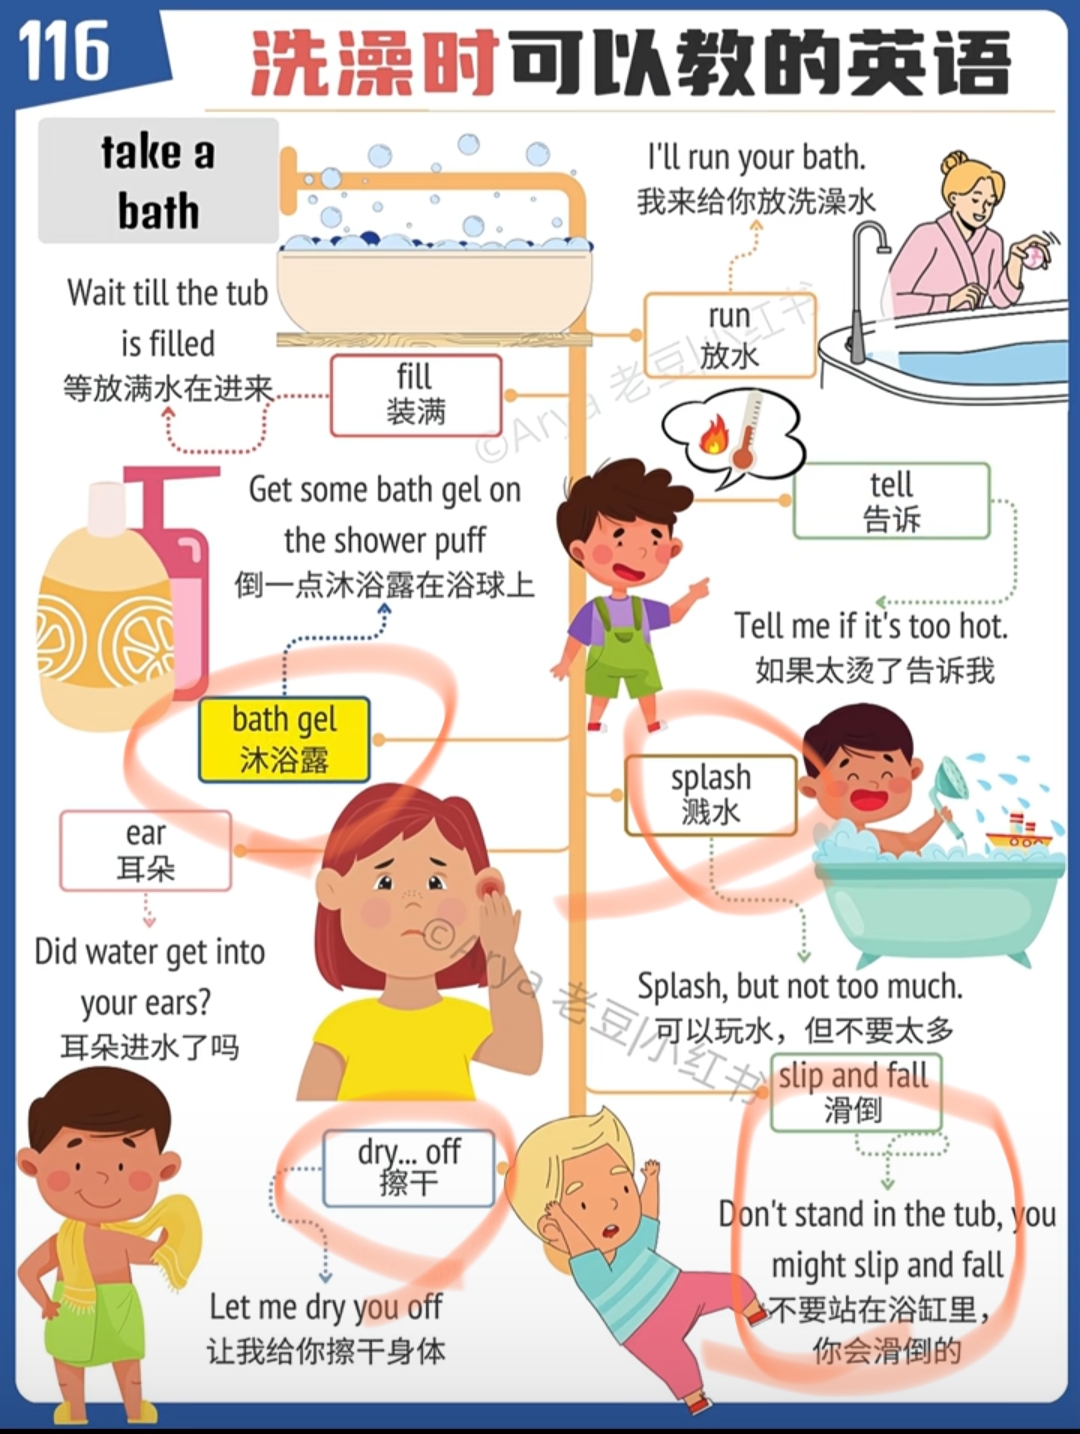 116
洗澡时可以教的英语
take a
bath
I'll run your bath.
我来给你放洗澡水
run
放水
Wait till the tub
is filled
等放满水在进来
fill
装满
tell
告诉
Tell me if it's too hot.
如果太烫了告诉我
Get some bath gel on
the shower puff
倒一点沐浴露在浴球上
bath gel
沐浴露
splash
溅水
Splash, but not too much.
可以玩水，但不要太多
ear
耳朵
Did water get into
your ears?
耳朵进水了吗
slip and fall
滑倒
Don't stand in the tub, you
might slip and fall
不要站在浴缸里，
你会滑倒的
dry... off
擦干
Let me dry you off
让我给你擦干身体
©Arya 老豆|小红书
©Arya 老豆|小红书